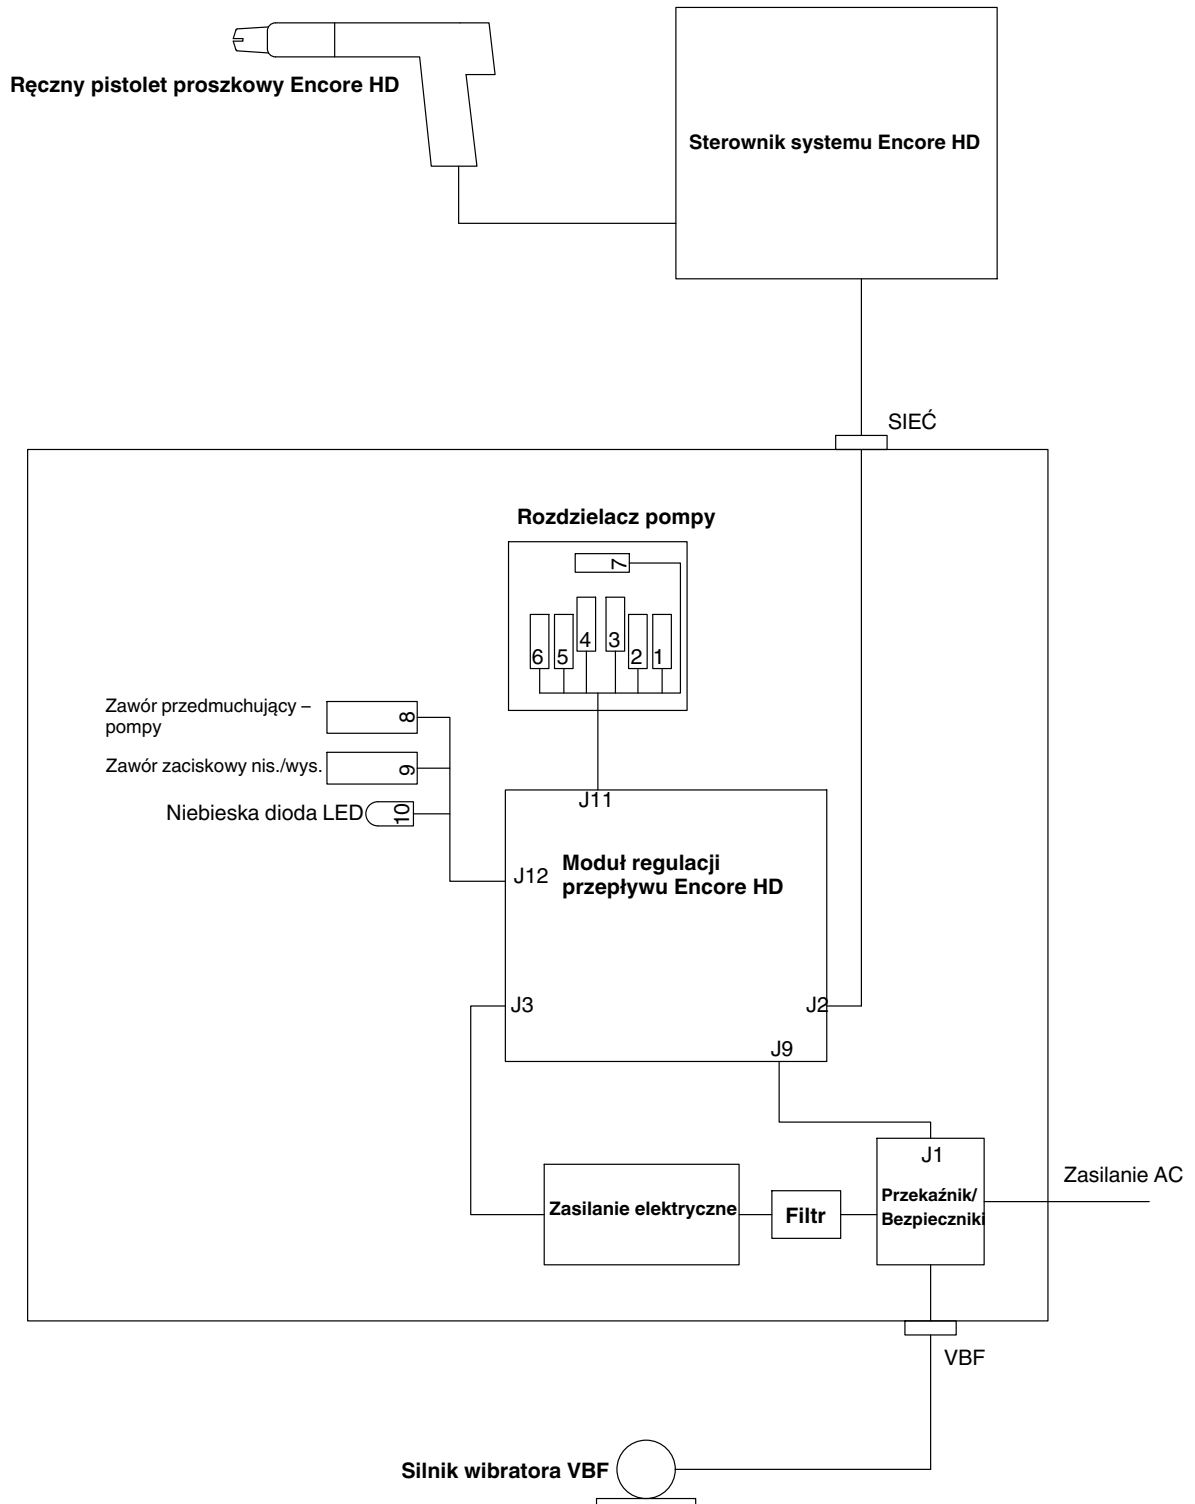 Ręczny pistolet proszkowy Encore HD
Sterownik systemu Encore HD
SIEĆ
Rozdzielacz pompy
7
6
5
4
3
2
1
Zawór przedmuchujący –
pompy
8
Zawór zaciskowy nis./wys.
9
Niebieska dioda LED
10
J11
J12
Moduł regulacji
przepływu Encore HD
J3
J2
J9
J1
Zasilanie AC
Zasilanie elektryczne
Filtr
Przekaźnik/
Bezpieczniki
VBF
Silnik wibratora VBF